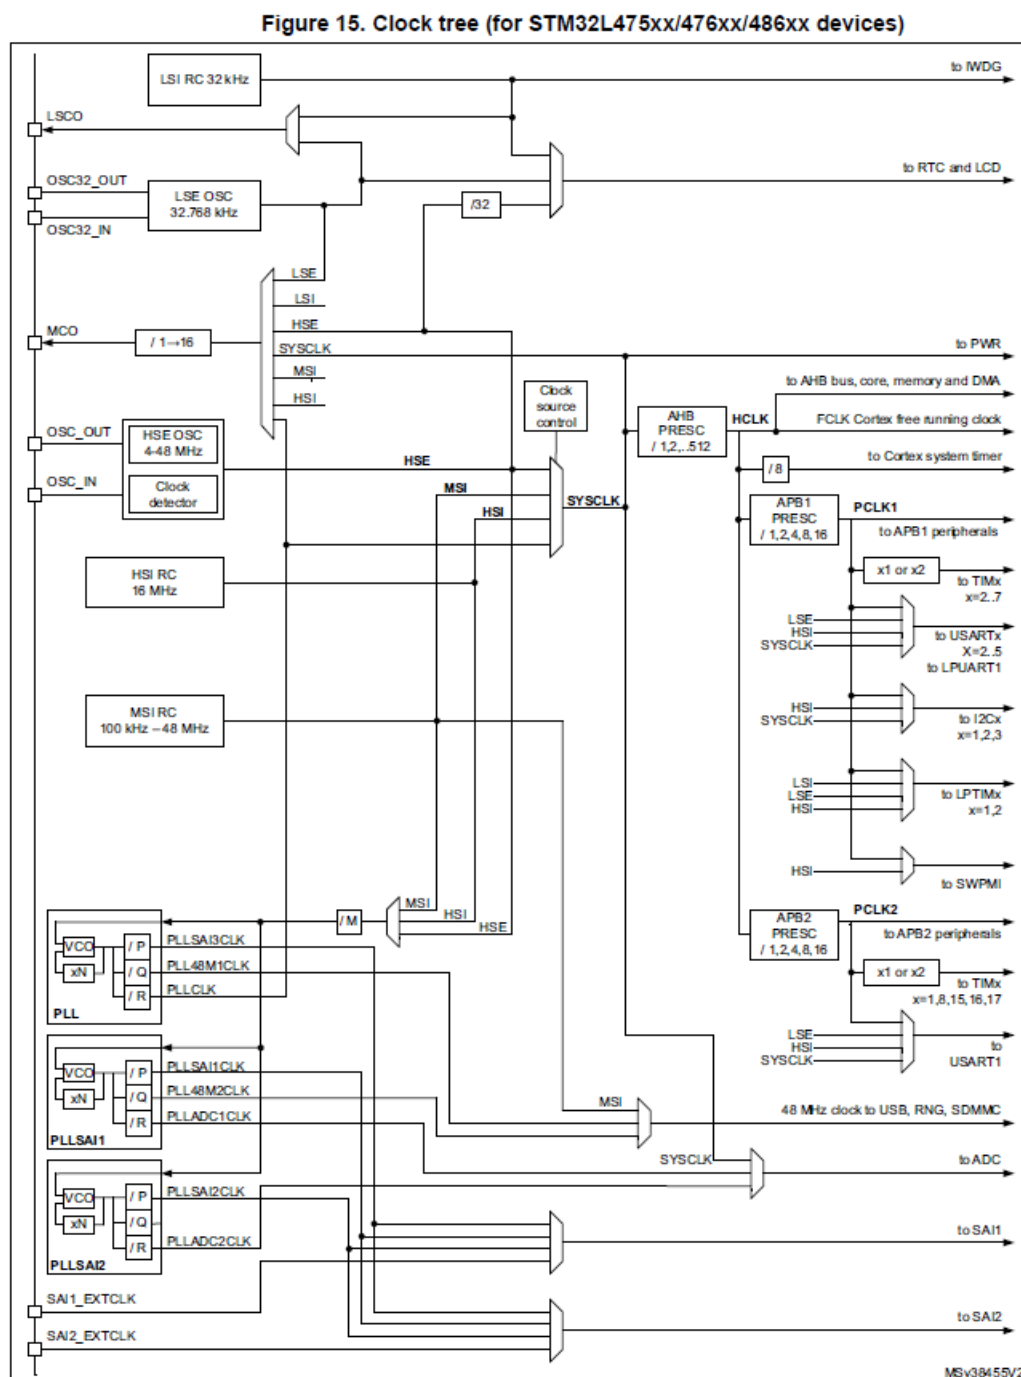 Figure 15. Clock tree (for STM32L475xx/476xx/486xx devices)
LSI RC 32 kHz
to IWDG
LSCO
OSC32_OUT
LSE OSC
32.768 kHz
OSC32_IN
/32
to RTC and LCD
LSE
LSI
HSE
SYSCLK
MSI
HSI
MCO
/ 1→16
to PWR
Clock
source
control
AHB
PRESC
/ 1,2,..512
HCLK
to AHB bus, core, memory and DMA
FCLK Cortex free running clock
to Cortex system timer
/ 8
OSC_OUT
HSE OSC
4-48 MHz
OSC_IN
Clock
detector
HSE
MSI
HSI
SYSCLK
APB1
PRESC
/ 1,2,4,8,16
PCLK1
to APB1 peripherals
x1 or x2
to TIMx
x=2..7
HSI RC
16 MHz
LSE
HSI
SYSCLK
to USARTx
X=2..5
to LPUART1
MSI RC
100 kHz – 48 MHz
HSI
SYSCLK
to I2Cx
x=1,2,3
LSI
LSE
HSI
to LPTIMx
x=1,2
HSI
to SWPMI
MSI
HSI
HSE
/ M
APB2
PRESC
/ 1,2,4,8,16
PCLK2
to APB2 peripherals
x1 or x2
to TIMx
x=1,8,15,16,17
LSE
HSI
SYSCLK
to
USART1
VCO
xN
/ P
/ Q
/ R
PLLSAI3CLK
PLL48M1CLK
PLLCLK
PLL
VCO
xN
/ P
/ Q
/ R
PLLSAI1CLK
PLL48M2CLK
PLLADC1CLK
PLLSAI1
MSI
48 MHz clock to USB, RNG, SDMMC
SYSCLK
to ADC
VCO
xN
/ P
/ Q
/ R
PLLSAI2CLK
PLLADC2CLK
PLLSAI2
to SAI1
SAI1_EXTCLK
to SAI2
SAI2_EXTCLK
MSv38455V2